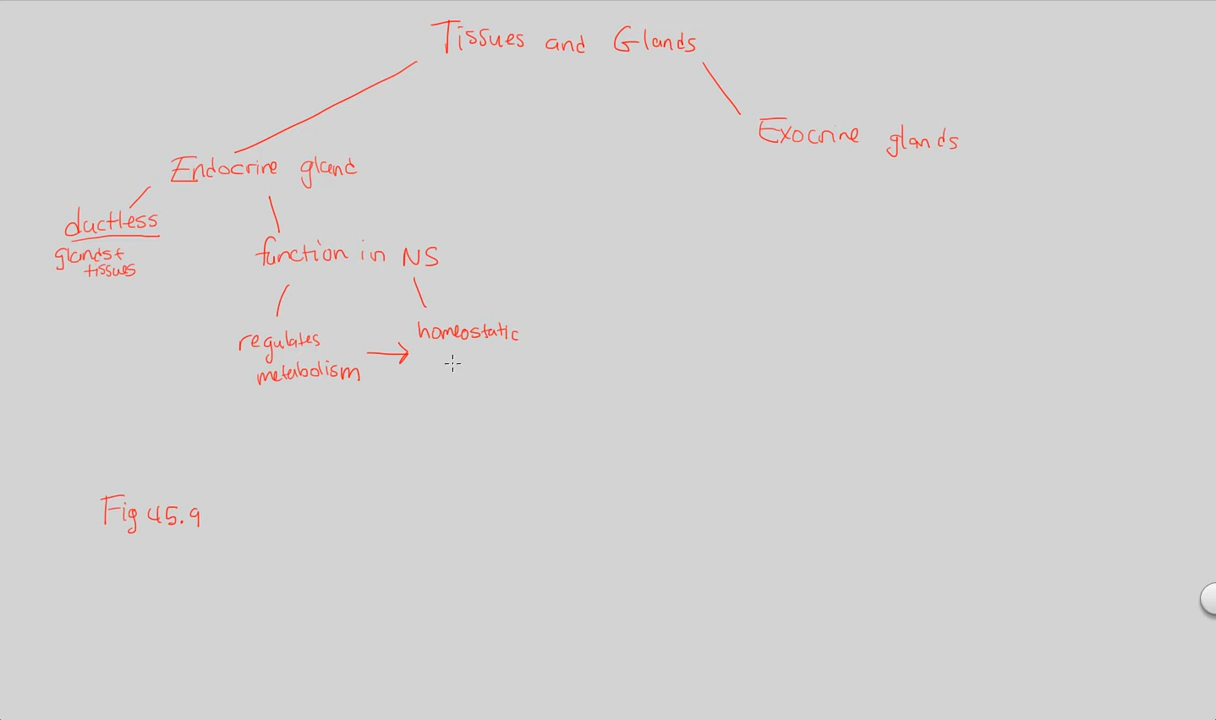 Tissues and Glands
Exocrine glands
Endocrine gland
ductless
glands +
tissues
function in NS
regulates
metabolism
homeostatic
Fig 45.9